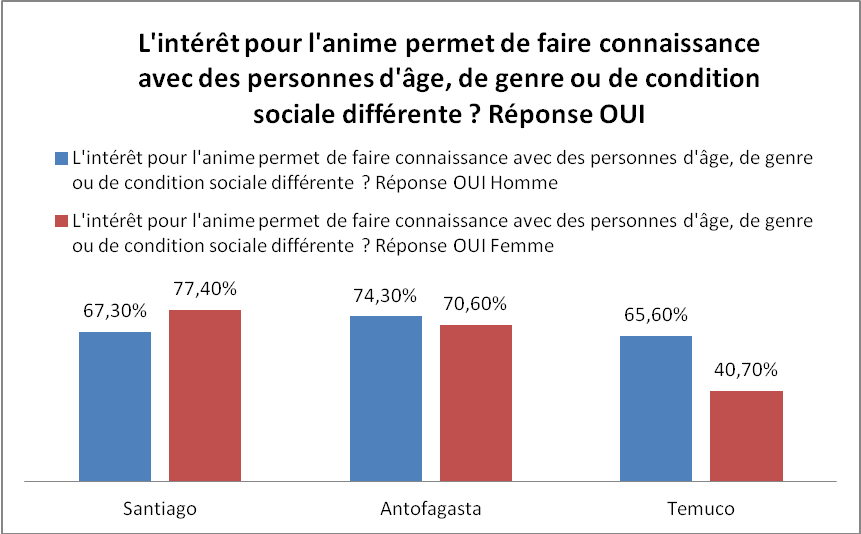 L'intérêt pour l'anime permet de faire connaissance
avec des personnes d'âge, de genre ou de condition
sociale différente ? Réponse OUI
L'intérêt pour l'anime permet de faire connaissance avec des personnes d'âge, de genre
ou de condition sociale différente ? Réponse OUI Homme
L'intérêt pour l'anime permet de faire connaissance avec des personnes d'âge, de genre
ou de condition sociale différente ? Réponse OUI Femme
67,30%
77,40%
74,30%
70,60%
65,60%
40,70%
Santiago
Antofagasta
Temuco